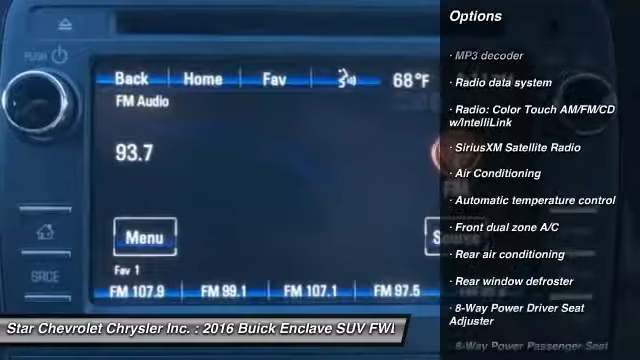 Options
· MP3 decoder
· Radio data system
· Radio: Color Touch AM/FM/CD
w/IntelliLink
· SiriusXM Satellite Radio
· Air Conditioning
· Automatic temperature control
· Front dual zone A/C
· Rear air conditioning
· Rear window defroster
· 8-Way Power Driver Seat
Adjuster
· 8-Way Power Passenger Seat
PUSH
Back Home Fav 68°F
FM Audio
93.7
FM
Menu
Fav 1
FM 107.9 FM 99.1 FM 107.1 FM 97.5
SRCE
Star Chevrolet Chrysler Inc. : 2016 Buick Enclave SUV FWI